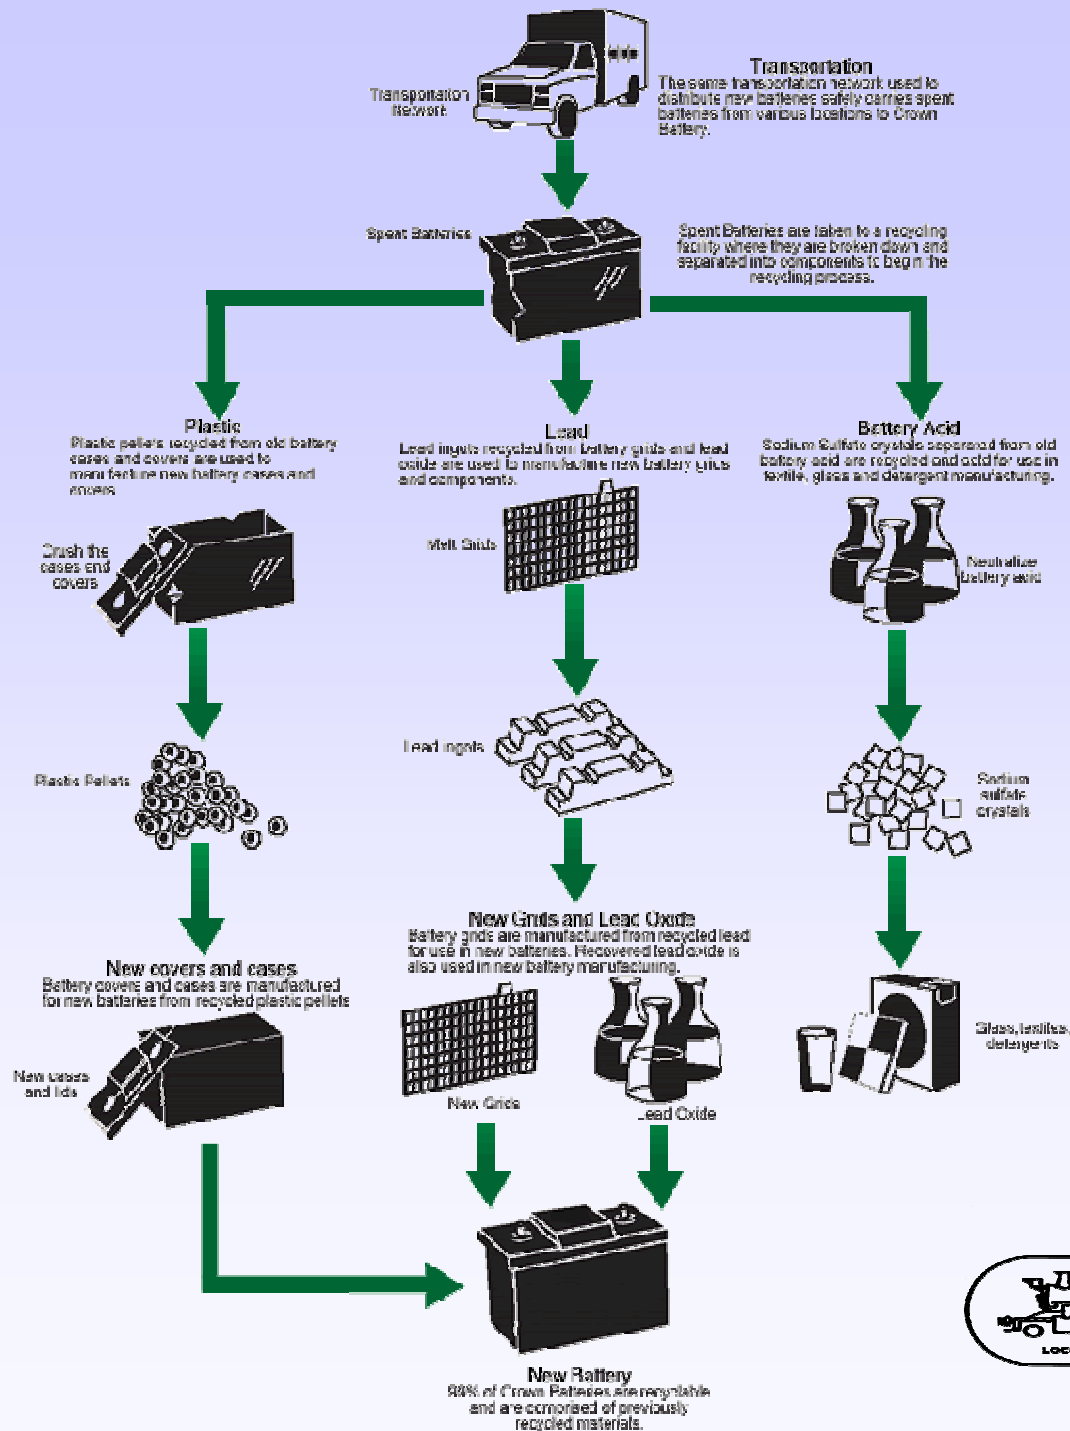 Transportation
Network
Transportation
The same transportation network used to
distribute new batteries safely carries spent
batteries from various locations to Crown
Battery.
Spent Batteries
Spent Batteries are taken to a recycling
facility where they are broken down and
separated into components to begin the
recycling process.
Plastic
Plastic pellets recycled from old battery
cases and covers are used to
manufacture new battery cases and
covers
Crush the
cases and
covers
Plastic Pellets
New covers and cases
Battery covers and cases are manufactured
for new batteries from recycled plastic pellets
New cases
and lids
Lead
Lead ingots recycled from battery grids and lead
oxide are used to manufacture new battery grids
and components.
Melt Grids
Lead ingots
New Grids and Lead Oxide
Battery grids are manufactured from recycled lead
for use in new batteries. Recovered lead oxide is
also used in new battery manufacturing.
New Grids
Lead Oxide
Battery Acid
Sodium Sulfate crystals separated from old
battery acid are recycled and sold for use in
textile, glass and detergent manufacturing.
Neutralize
battery acid
Sodium
sulfate
crystals
Glass, textiles,
detergents
New Battery
of Crown Batteries are recyclable
and are comprised of previously
recycled materials.
LOC